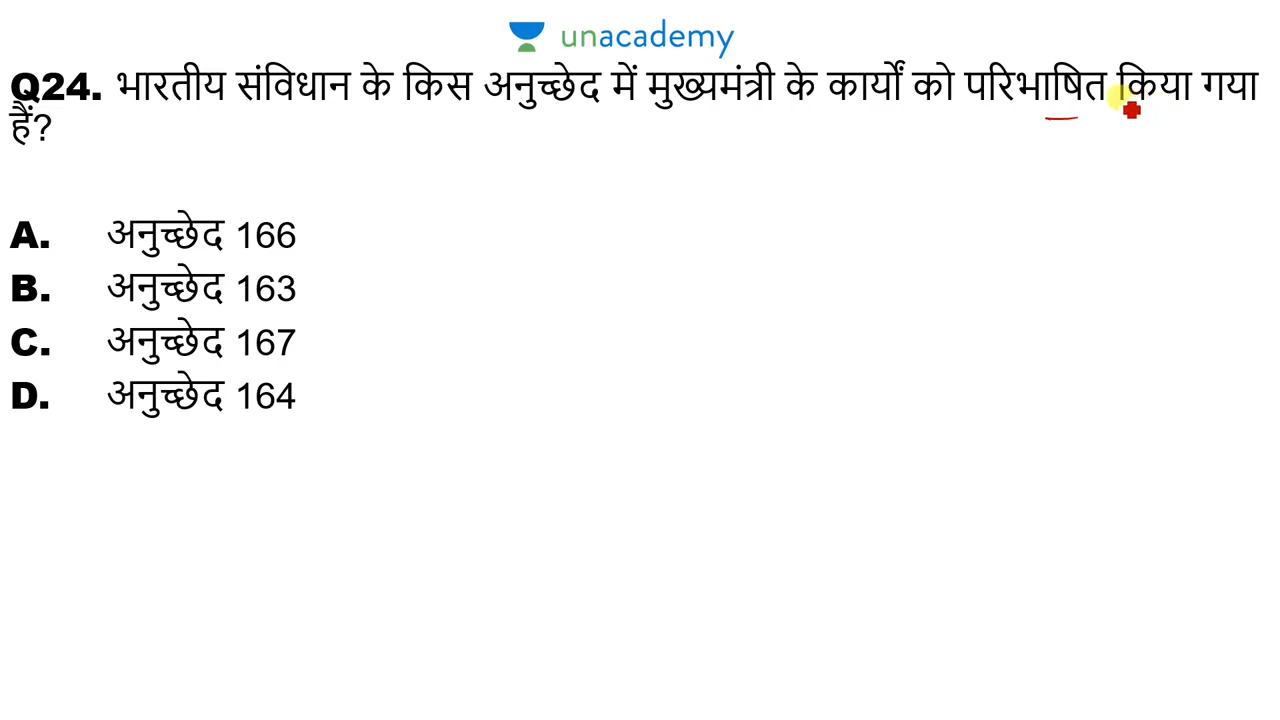 unacademy
Q24. भारतीय संविधान के किस अनुच्छेद में मुख्यमंत्री के कार्यों को परिभाषित किया गया
हैं?
A. अनुच्छेद 166
B. अनुच्छेद 163
C. अनुच्छेद 167
D. अनुच्छेद 164